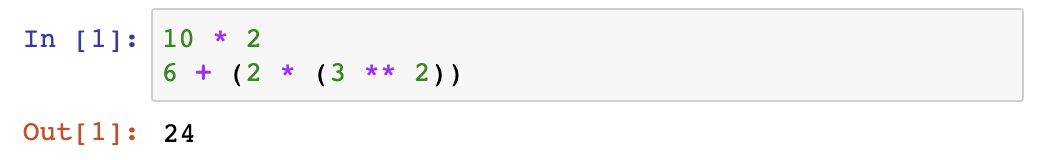 In [1]: 10 * 2
6 + (2 * (3 ** 2))
Out[1]: 24